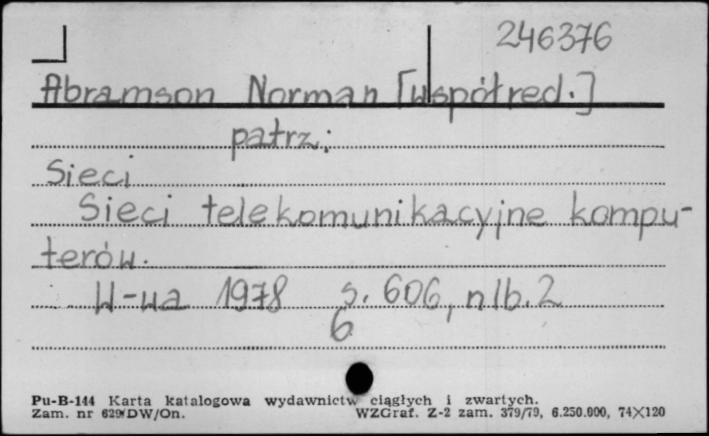 246376
Abramson Norman [współred.]
patrz:
Sieci
Sieci telekomunikacyjne kompu-
terów.
W-wa 1978 s. 606, nlb. 2
6
Pu-B-144 Karta katalogowa wydawnictw ciągłych i zwartych.
Zam. nr 629/DW/On. WZGraf. Z-2 zam. 379/79, 6.250.000, 74X120